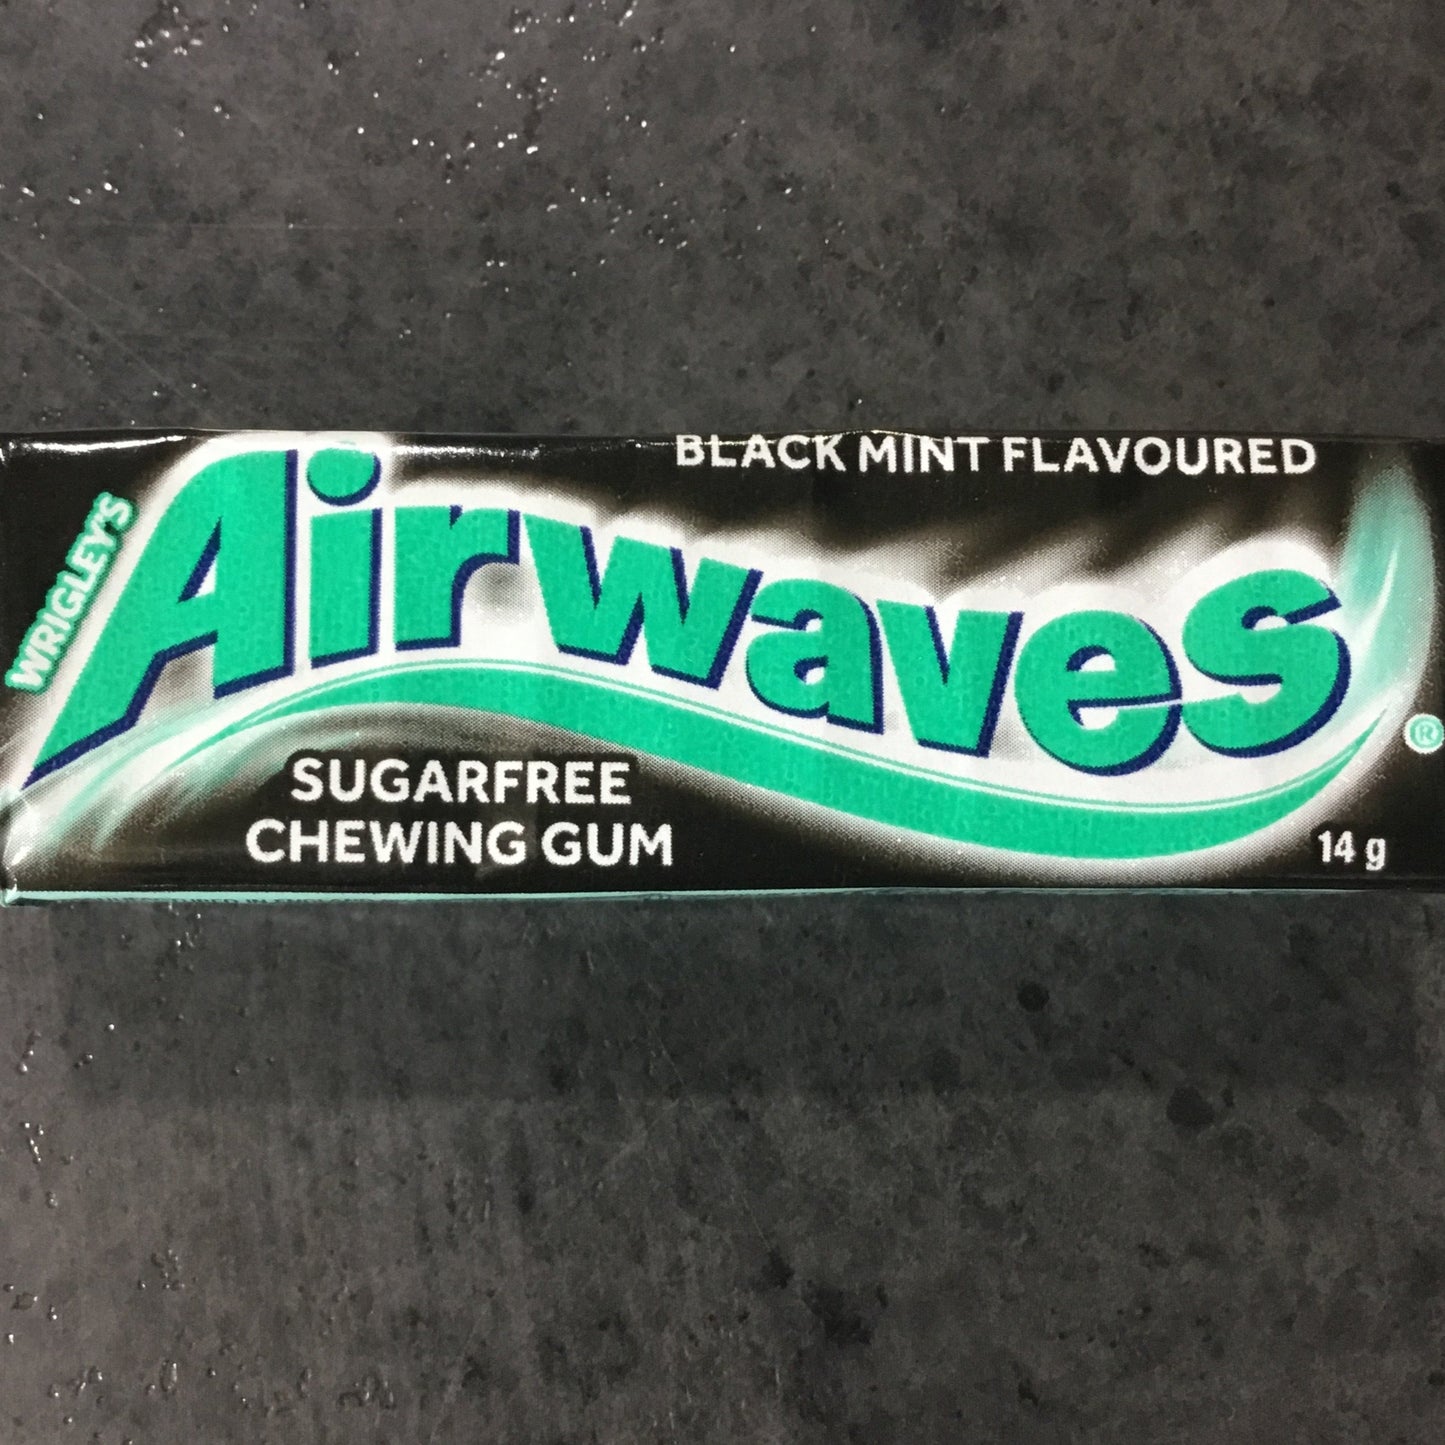 BLACK MINT FLAVOURED
WRIGLEY'S
Airwaves
®
SUGARFREE
CHEWING GUM
14 g